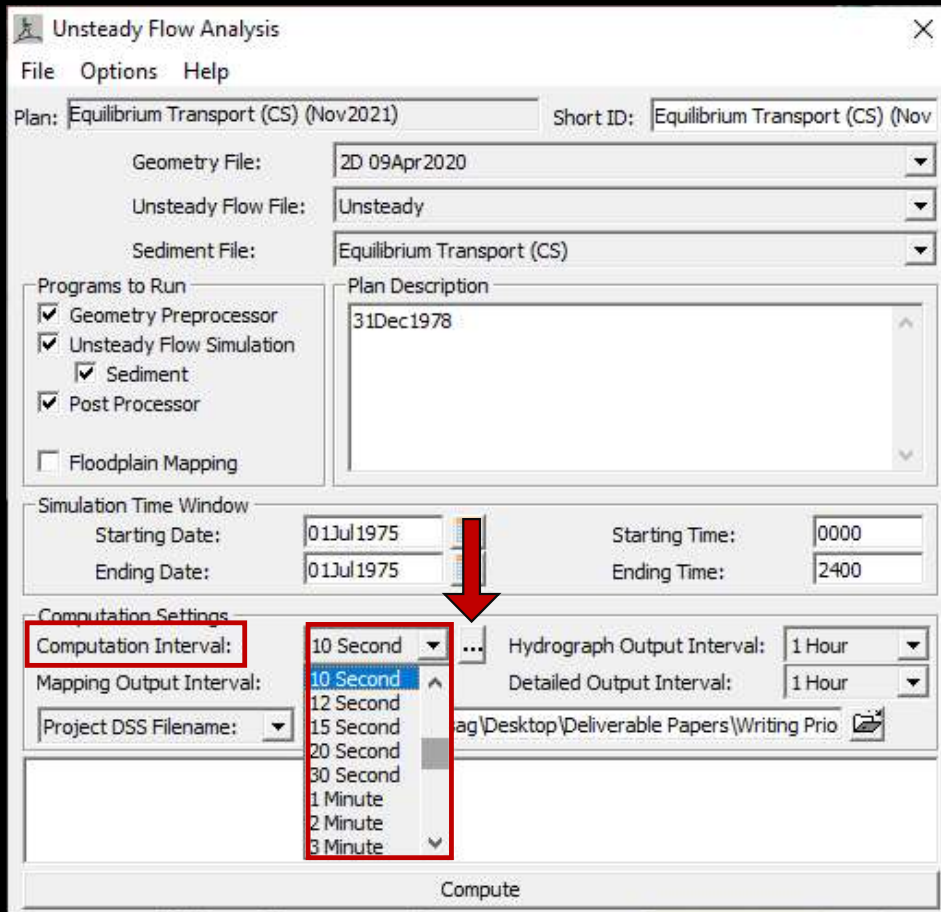 Unsteady Flow Analysis
File Options Help
Plan: Equilibrium Transport (CS) (Nov2021) Short ID: Equilibrium Transport (CS) (Nov
Geometry File: 2D 09Apr2020
Unsteady Flow File: Unsteady
Sediment File: Equilibrium Transport (CS)
Programs to Run Plan Description
Geometry Preprocessor 31Dec1978
Unsteady Flow Simulation
Sediment
Post Processor
Floodplain Mapping
Simulation Time Window
Starting Date: 01Jul1975 Starting Time: 0000
Ending Date: 01Jul1975 Ending Time: 2400
Computation Settings
Computation Interval: 10 Second ... Hydrograph Output Interval: 1 Hour
Mapping Output Interval: 10 Second Detailed Output Interval: 1 Hour
12 Second
Project DSS Filename: 15 Second sag\Desktop\Deliverable Papers\Writing Prio
20 Second
30 Second
1 Minute
2 Minute
3 Minute
Compute